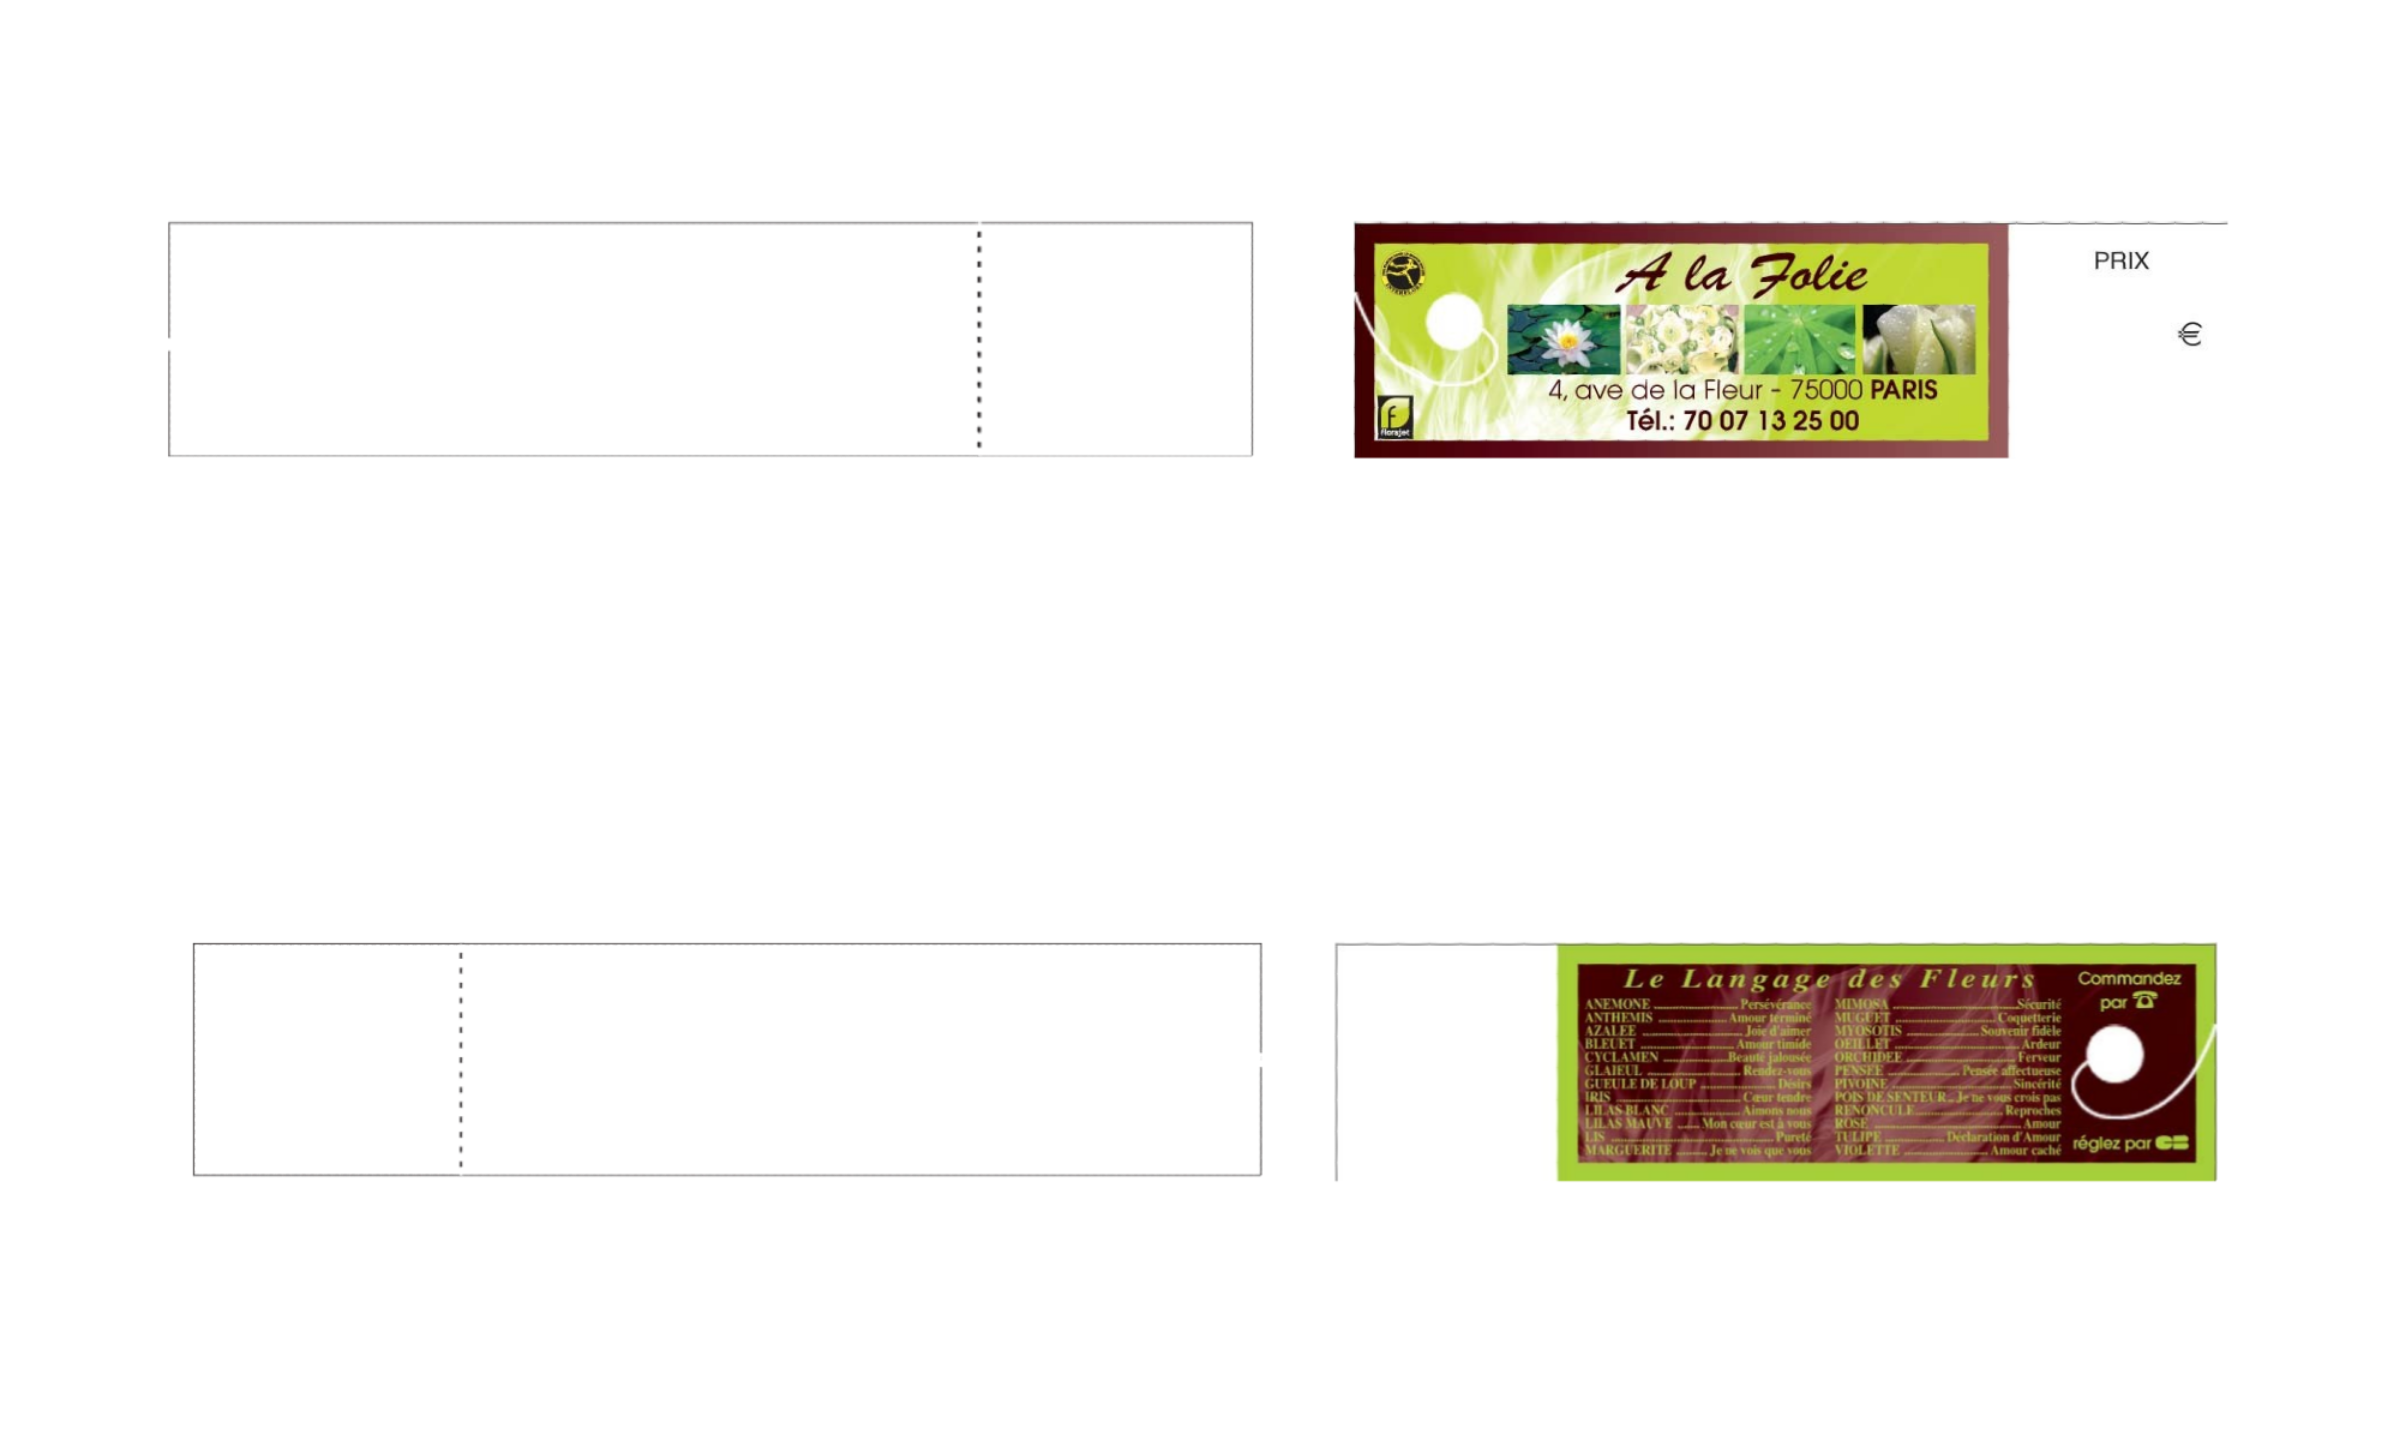 A la Folie
4, ave de la Fleur - 75000 PARIS
Tél.: 70 07 13 25 00
florajet
PRIX
€
Le Langage des Fleurs
ANEMONE ........ Persévérance
ANTHEMIS ........ Amour terminé
AZALEE ........ Joie d'aimer
BLEUET ........ Amour timide
CYCLAMEN ........ Beauté jalousée
GLAIEUL ........ Rendez-vous
GUEULE DE LOUP ........ Désirs
IRIS ........ Cœur tendre
LILAS BLANC ........ Aimons nous
LILAS MAUVE ........ Mon cœur est à vous
LIS ........ Pureté
MARGUERITE ........ Je ne vois que vous
MIMOSA ........ Sécurité
MUGUET ........ Coquetterie
MYOSOTIS ........ Souvenir fidèle
OEILLET ........ Ardeur
ORCHIDEE ........ Ferveur
PENSEE ........ Pensée affectueuse
PIVOINE ........ Sincérité
POIS DE SENTEUR .. Je ne vous crois pas
RENONCULE ........ Reproches
ROSE ........ Amour
TULIPE ........ Déclaration d'Amour
VIOLETTE ........ Amour caché
Commandez
par
réglez par CB